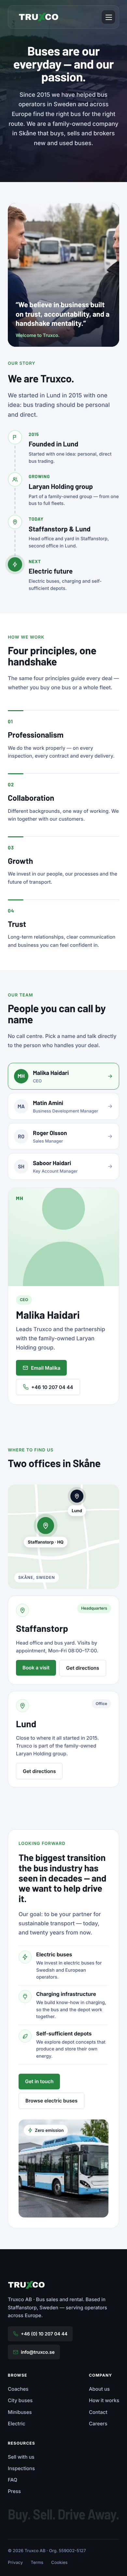 TRUXCO
Buses are our
everyday — and our
passion.
Since 2015 we have helped bus
operators in Sweden and across
Europe find the right bus for the right
route. We are a family-owned company
in Skåne that buys, sells and brokers
new and used buses.
"We believe in business built
on trust, accountability, and a
handshake mentality."
Welcome to Truxco.
OUR STORY
We are Truxco.
We started in Lund in 2015 with one
idea: bus trading should be personal
and direct.
2015
Founded in Lund
Started with one idea: personal, direct
bus trading.
GROWING
Laryan Holding group
Part of a family-owned group — from one
bus to full fleets.
TODAY
Staffanstorp & Lund
Head office and yard in Staffanstorp,
second office in Lund.
NEXT
Electric future
Electric buses, charging and self-
sufficient depots.
HOW WE WORK
Four principles, one
handshake
The same four principles guide every deal —
whether you buy one bus or a whole fleet.
01
Professionalism
We do the work properly — on every
inspection, every contract and every delivery.
02
Collaboration
Different backgrounds, one way of working. We
win together with our customers.
03
Growth
We invest in our people, our processes and the
future of transport.
04
Trust
Long-term relationships, clear communication
and business you can feel confident in.
OUR TEAM
People you can call by
name
No call centre. Pick a name and talk directly
to the person who handles your deal.
MH
Malika Haidari
CEO
MA
Matin Amini
Business Development Manager
RO
Roger Olsson
Sales Manager
SH
Saboor Haidari
Key Account Manager
MH
CEO
Malika Haidari
Leads Truxco and the partnership
with the family-owned Laryan
Holding group.
Email Malika
+46 10 207 04 44
WHERE TO FIND US
Two offices in Skåne
Lund
Staffanstorp · HQ
SKÅNE, SWEDEN
Headquarters
Staffanstorp
Head office and bus yard. Visits by
appointment, Mon–Fri 08:00–17:00.
Book a visit
Get directions
Office
Lund
Close to where it all started in 2015.
Truxco is part of the family-owned
Laryan Holding group.
Get directions
LOOKING FORWARD
The biggest transition
the bus industry has
seen in decades — and
we want to help drive
it.
Our goal: to be your partner for
sustainable transport — today,
and twenty years from now.
Electric buses
We invest in electric buses for
Swedish and European
operators.
Charging infrastructure
We build know-how in charging,
so the bus and the depot work
together.
Self-sufficient depots
We explore depot concepts that
produce and store their own
energy.
Get in touch
Browse electric buses
Zero emission
TRUXCO
Truxco AB · Bus sales and rental. Based in
Staffanstorp, Sweden — serving operators
across Europe.
+46 (0) 10 207 04 44
info@truxco.se
BROWSE
Coaches
City buses
Minibuses
Electric
COMPANY
About us
How it works
Contact
Careers
RESOURCES
Sell with us
Inspections
FAQ
Press
Buy. Sell. Drive Away.
© 2026 Truxco AB · Org. 559002-5127
Privacy
Terms
Cookies